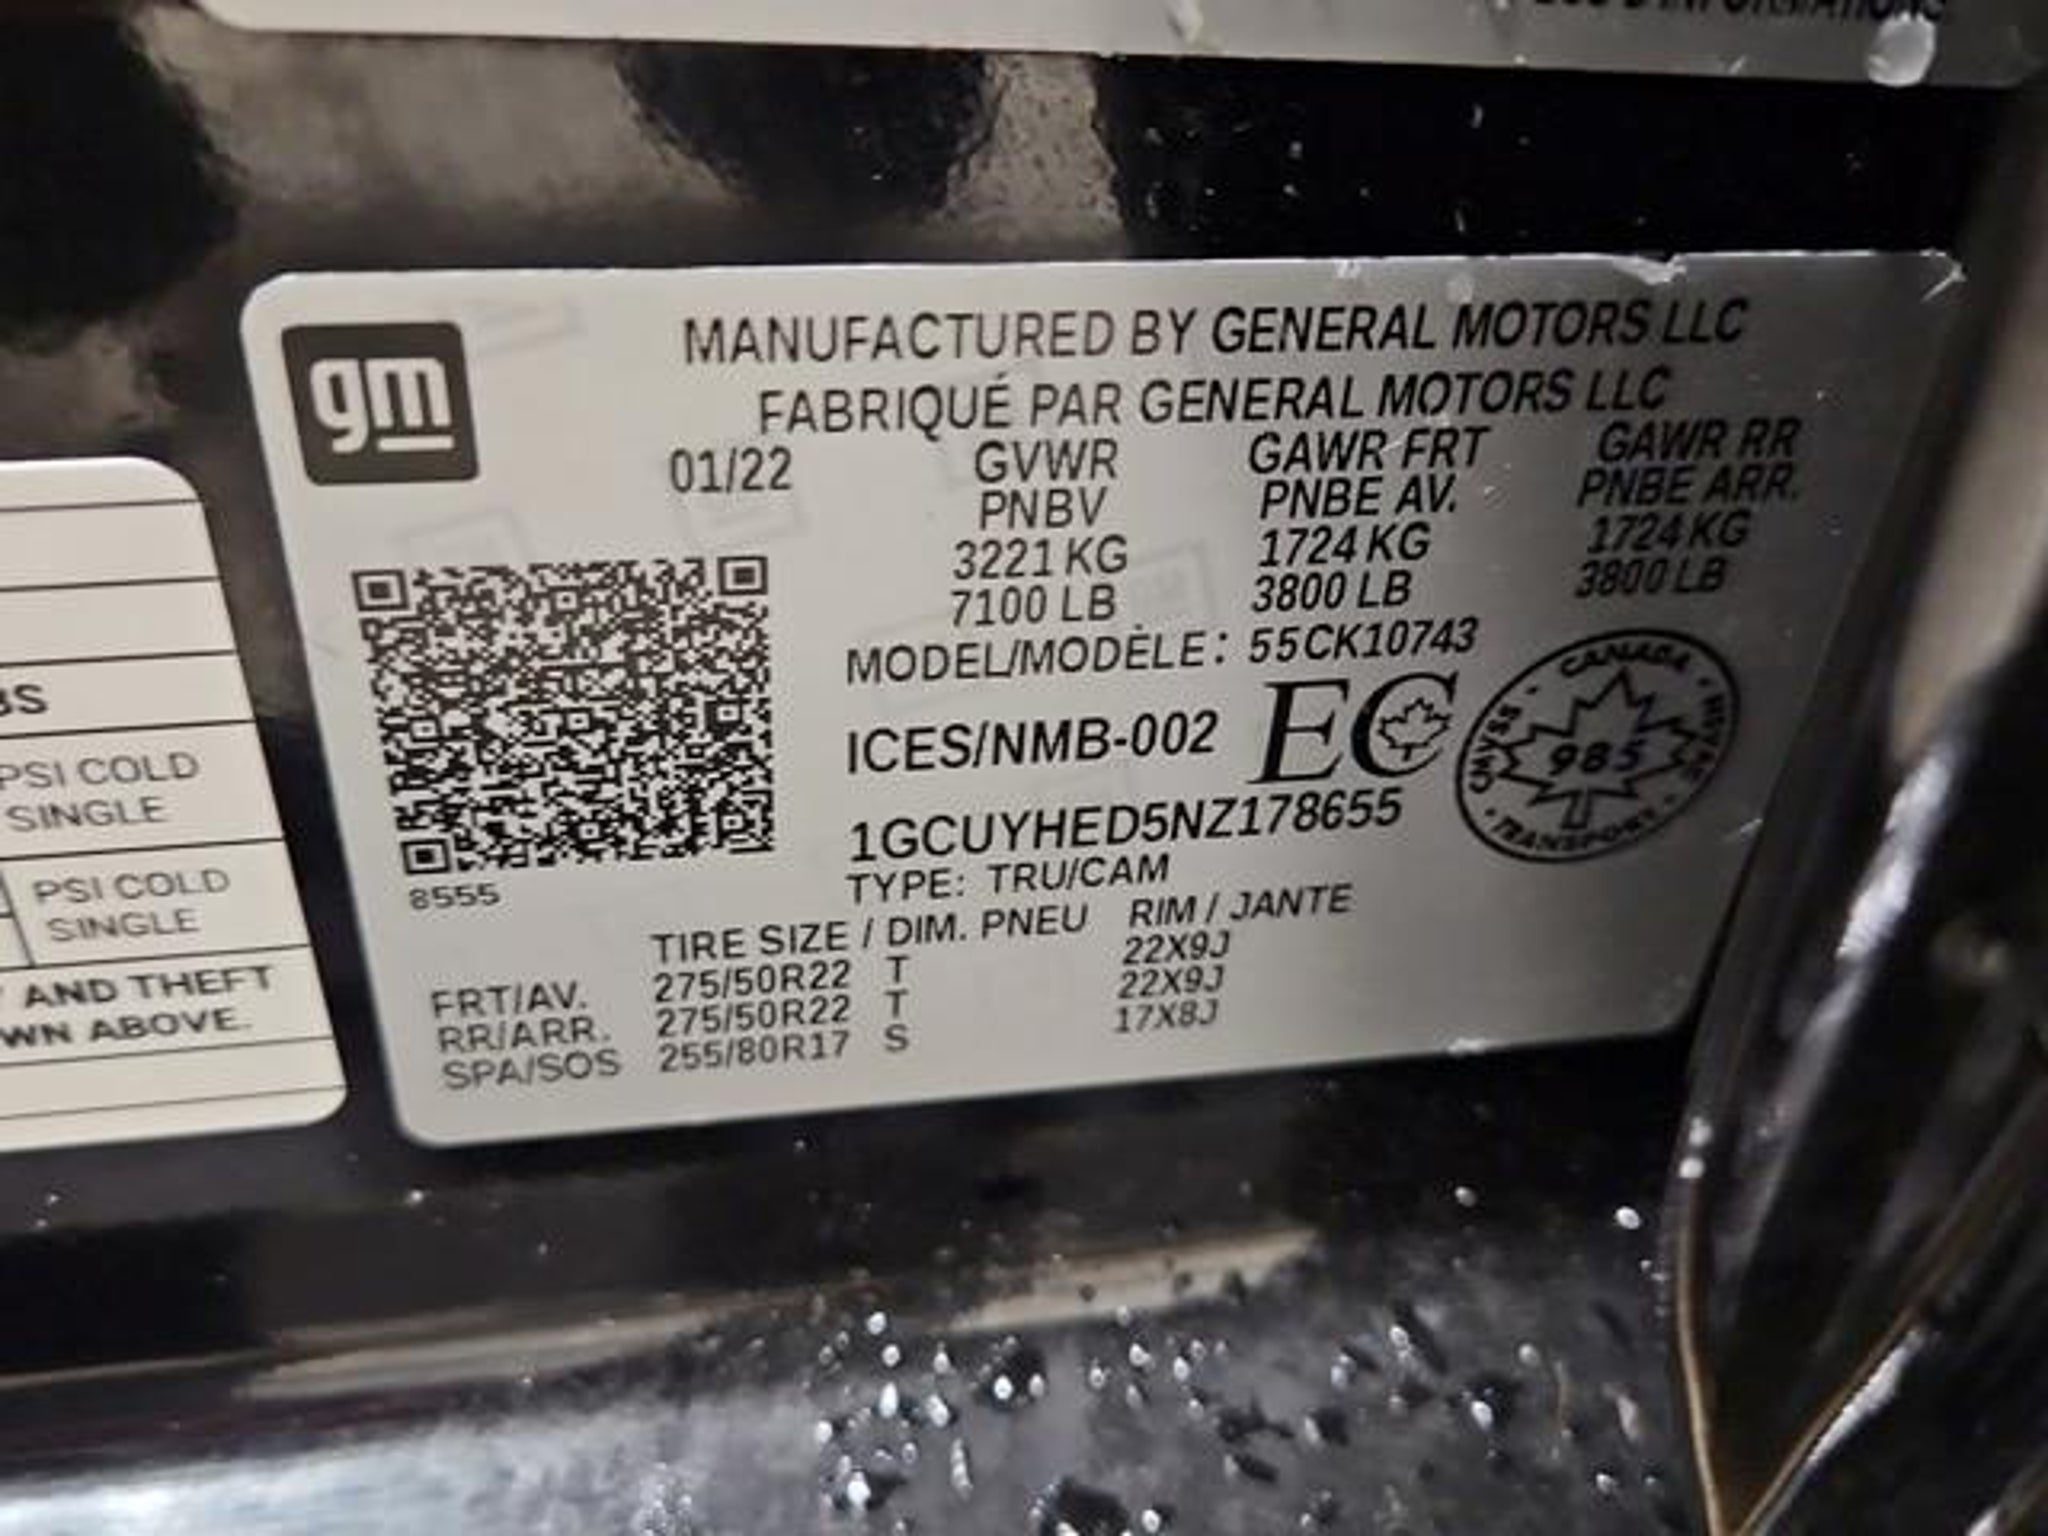 D'INFORMATIONS
gm
MANUFACTURED BY GENERAL MOTORS LLC
FABRIQUÉ PAR GENERAL MOTORS LLC
01/22 GVWR GAWR FRT GAWR RR
PNBV PNBE AV. PNBE ARR.
3221 KG 1724 KG 1724 KG
7100 LB 3800 LB 3800 LB
MODEL/MODÈLE: 55CK10743
ICES/NMB-002 EC
CANADA
CMVSS 985 NSVAC
TRANSPORT
1GCUYHED5NZ178655
8555
TYPE: TRU/CAM
TIRE SIZE / DIM. PNEU RIM / JANTE
FRT/AV. 275/50R22 T 22X9J
RR/ARR. 275/50R22 T 22X9J
SPA/SOS 255/80R17 S 17X8J
BS
PSI COLD
SINGLE
PSI COLD
SINGLE
AND THEFT
WN ABOVE.